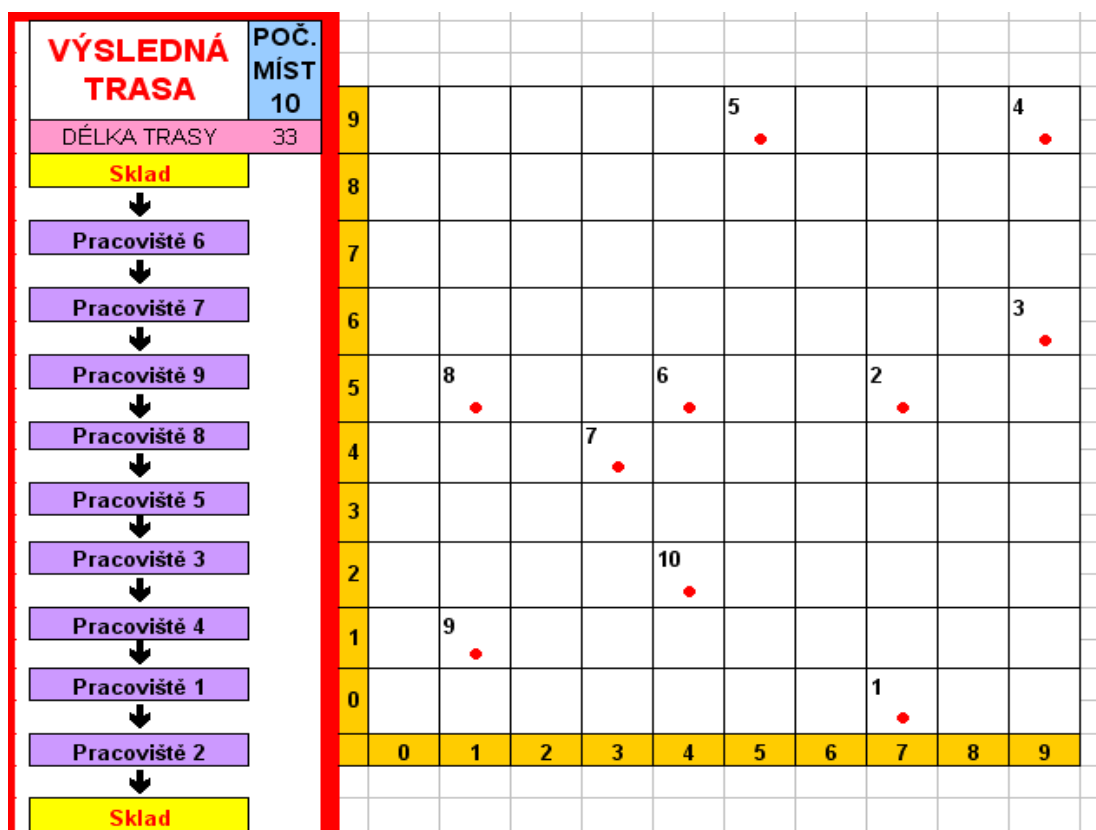 VÝSLEDNÁ
TRASA
POČ.
MÍST
10
DÉLKA TRASY 33
Sklad
Pracoviště 6
Pracoviště 7
Pracoviště 9
Pracoviště 8
Pracoviště 5
Pracoviště 3
Pracoviště 4
Pracoviště 1
Pracoviště 2
Sklad
9 5 4
8
7
6 3
5 8 6 2
4 7
3
2 10
1 9
0 1
0 1 2 3 4 5 6 7 8 9